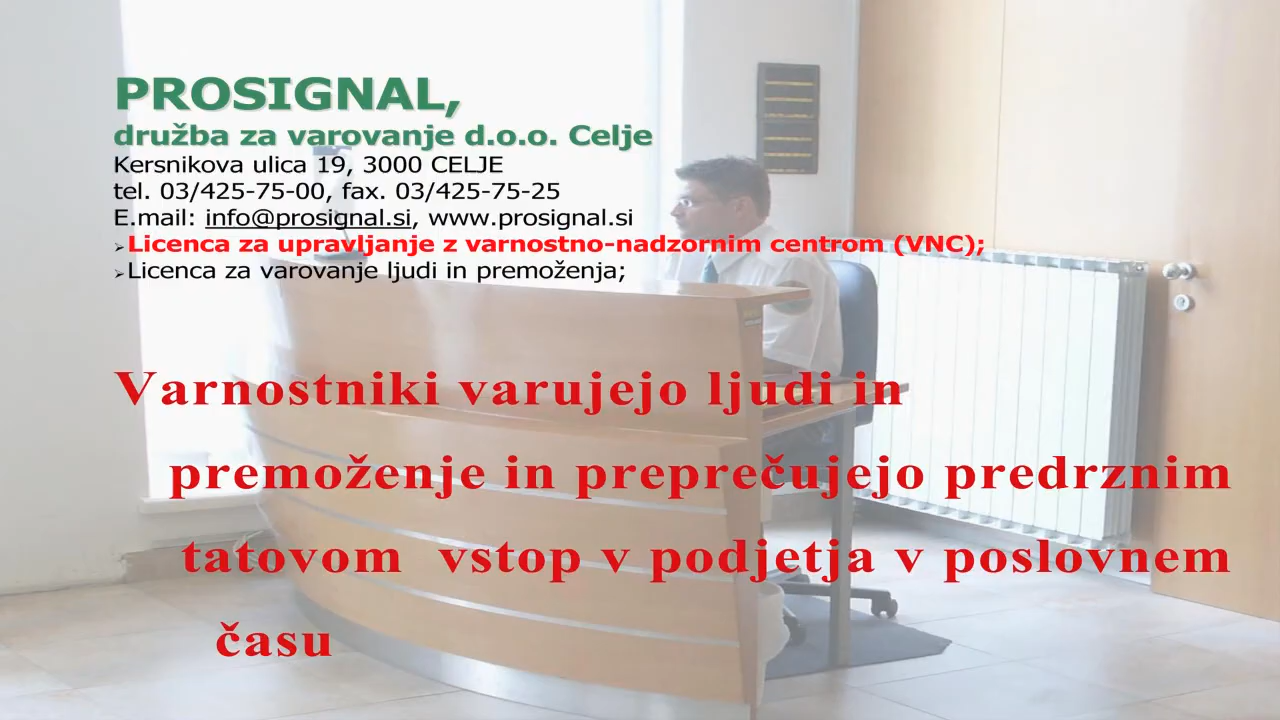 PROSIGNAL,
družba za varovanje d.o.o. Celje
Kersnikova ulica 19, 3000 CELJE
tel. 03/425-75-00, fax. 03/425-75-25
E.mail: info@prosignal.si, www.prosignal.si
➢Licenca za upravljanje z varnostno-nadzornim centrom (VNC);
➢Licenca za varovanje ljudi in premoženja;
Varnostniki varujejo ljudi in
premoženje in preprečujejo predrznim
tatovom vstop v podjetja v poslovnem
času